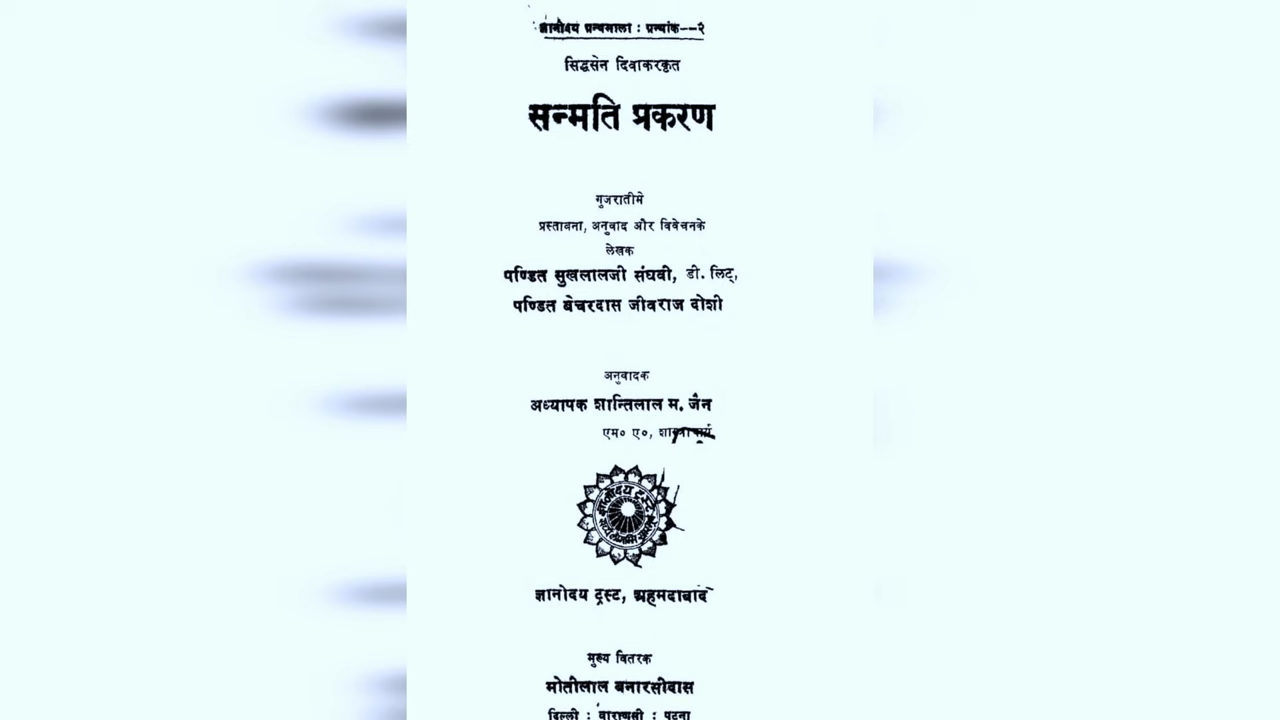 ज्ञानोदय ग्रन्थमाला : ग्रन्थांक--२
सिद्धसेन दिवाकरकृत
सन्मति प्रकरण
गुजरातीमे
प्रस्तावना, अनुवाद और विवेचनके
लेखक
पण्डित सुखलालजी संघवी, डी. लिट्,
पण्डित बेचरदास जीवराज दोशी
अनुवादक
अध्यापक शान्तिलाल म. जैन
एम० ए०, शास्त्राचार्य
ज्ञानोदय ट्रस्ट
ज्ञानोदय ट्रस्ट, अहमदाबाद
मुख्य वितरक
मोतीलाल बनारसीदास
दिल्ली : वाराणसी : पटना